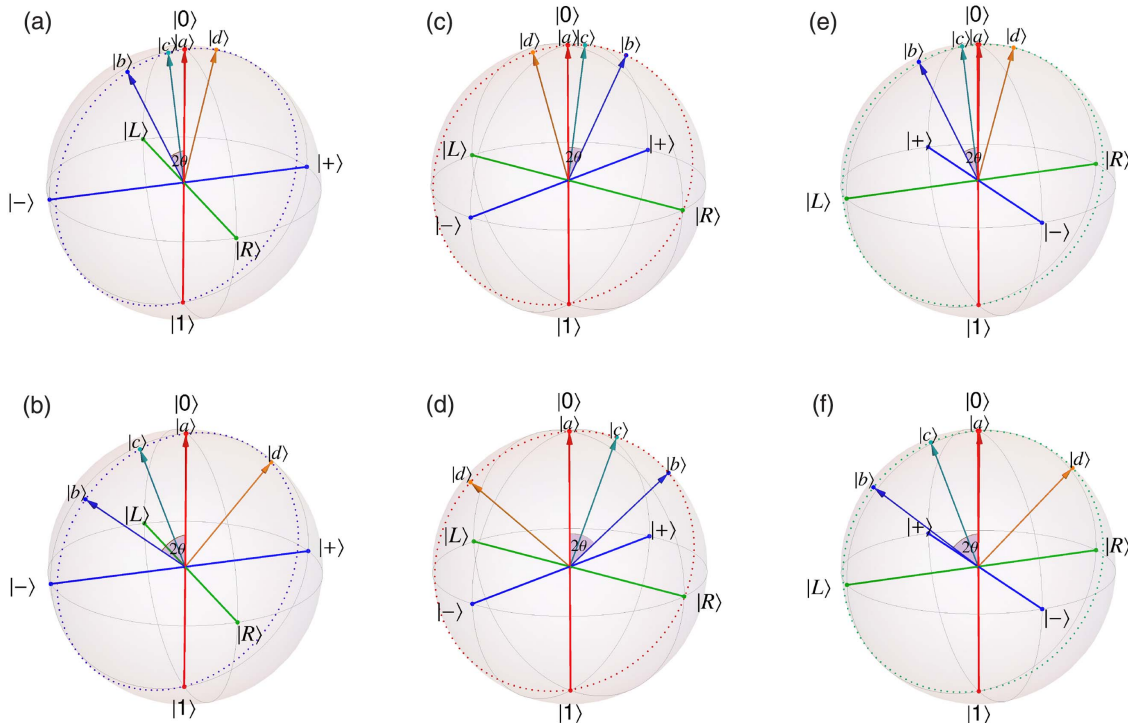 (a)
|0⟩
|b⟩
|c⟩
|a⟩
|d⟩
|L⟩
2θ
|+⟩
|−⟩
|R⟩
|1⟩
(c)
|0⟩
|d⟩
|a⟩
|c⟩
|b⟩
|L⟩
2θ
|+⟩
|−⟩
|R⟩
|1⟩
(e)
|0⟩
|b⟩
|c⟩
|a⟩
|d⟩
|+⟩
2θ
|R⟩
|L⟩
|−⟩
|1⟩
(b)
|0⟩
|a⟩
|c⟩
|d⟩
|b⟩
|L⟩
2θ
|+⟩
|−⟩
|R⟩
|1⟩
(d)
|0⟩
|a⟩
|c⟩
|d⟩
|b⟩
|L⟩
2θ
|+⟩
|−⟩
|R⟩
|1⟩
(f)
|0⟩
|a⟩
|c⟩
|d⟩
|b⟩
|+⟩
2θ
|R⟩
|L⟩
|−⟩
|1⟩